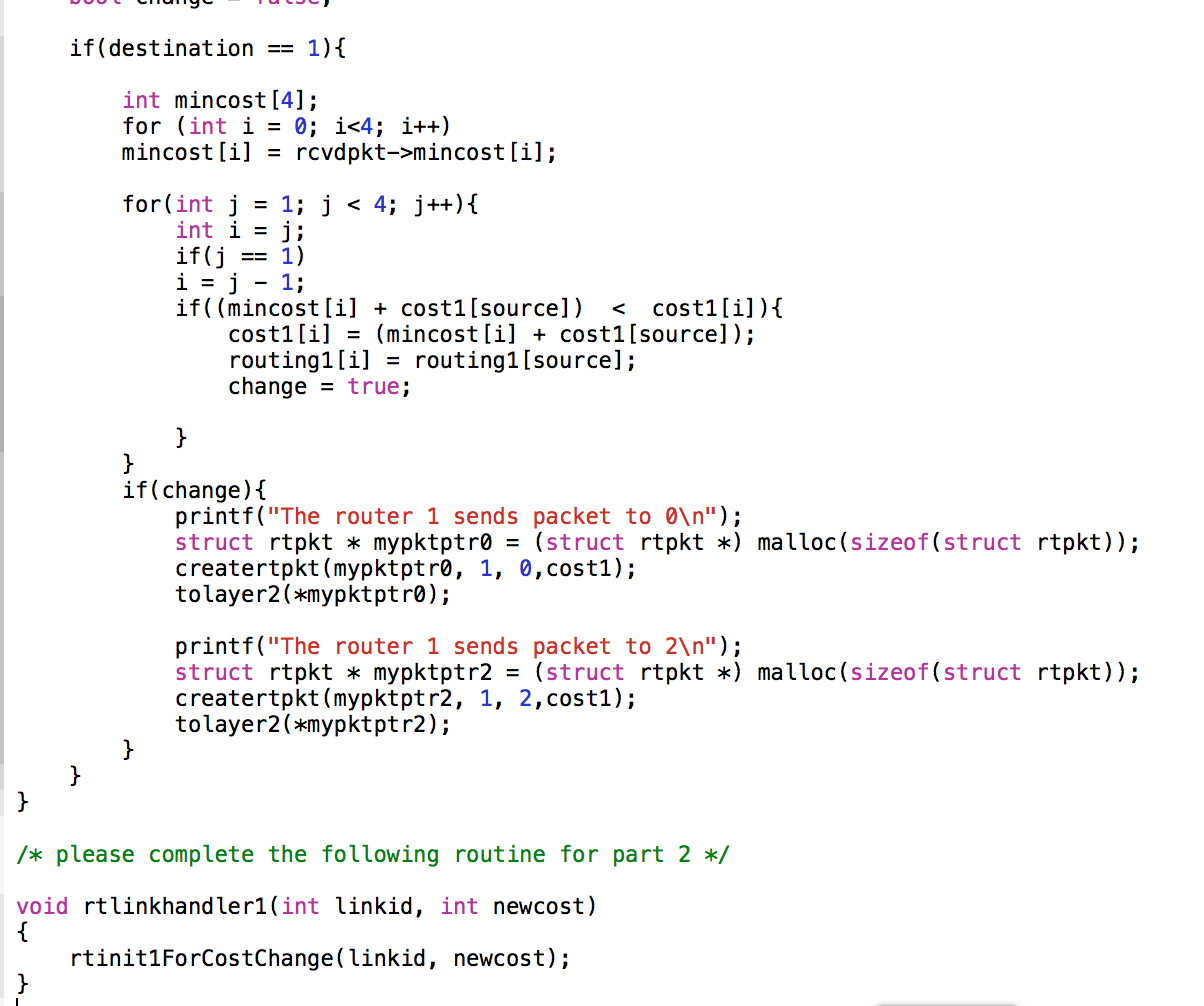 if(destination == 1){
int mincost[4];
for (int i = 0; i<4; i++)
mincost[i] = rcvdpkt->mincost[i];
for(int j = 1; j < 4; j++){
int i = j;
if(j == 1)
i = j - 1;
if((mincost[i] + cost1[source])  <  cost1[i]){
cost1[i] = (mincost[i] + cost1[source]);
routing1[i] = routing1[source];
change = true;
}
}
if(change){
printf("The router 1 sends packet to 0\n");
struct rtpkt * mypktptr0 = (struct rtpkt *) malloc(sizeof(struct rtpkt));
creatertpkt(mypktptr0, 1, 0,cost1);
tolayer2(*mypktptr0);
printf("The router 1 sends packet to 2\n");
struct rtpkt * mypktptr2 = (struct rtpkt *) malloc(sizeof(struct rtpkt));
creatertpkt(mypktptr2, 1, 2,cost1);
tolayer2(*mypktptr2);
}
}
}
/* please complete the following routine for part 2 */
void rtlinkhandler1(int linkid, int newcost)
{
rtinit1ForCostChange(linkid, newcost);
}